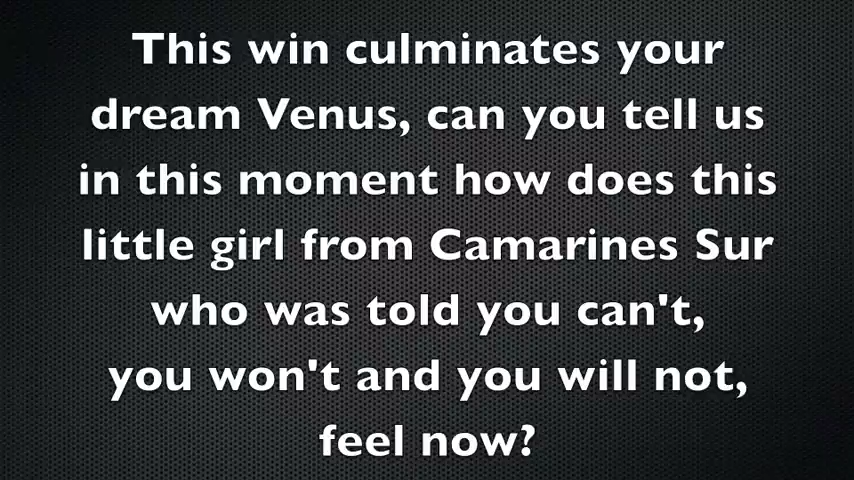 This win culminates your
dream Venus, can you tell us
in this moment how does this
little girl from Camarines Sur
who was told you can't,
you won't and you will not,
feel now?